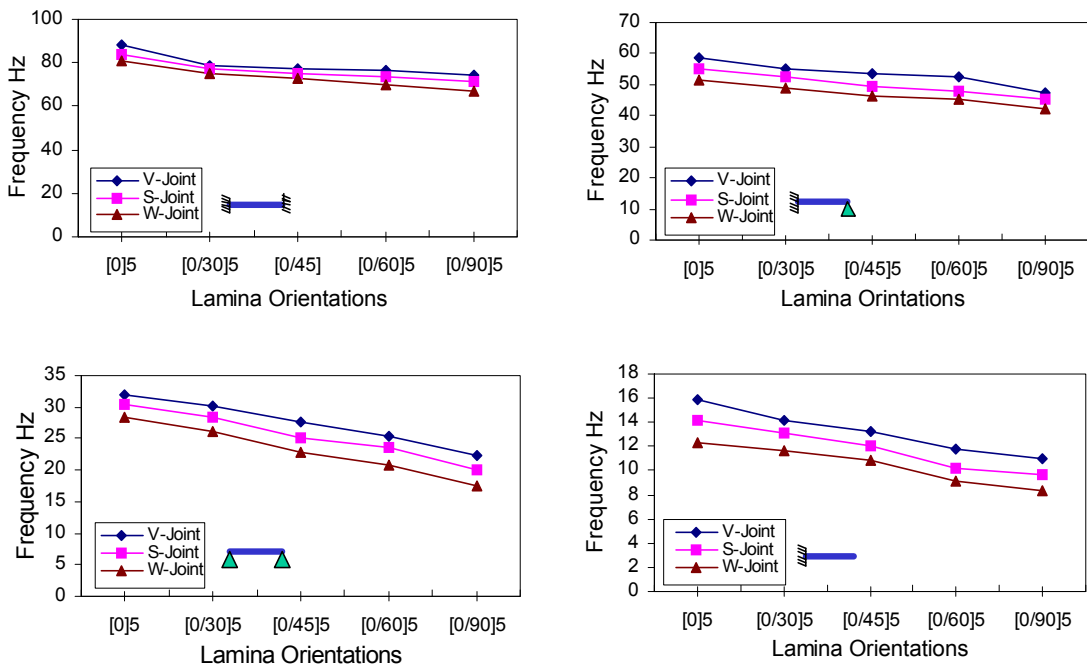 100
80
60
40
20
0
Frequency Hz
V-Joint
S-Joint
W-Joint
[0]5 [0/30]5 [0/45] [0/60]5 [0/90]5
Lamina Orientations
70
60
50
40
30
20
10
0
Frequency Hz
V-Joint
S-Joint
W-Joint
[0]5 [0/30]5 [0/45]5 [0/60]5 [0/90]5
Lamina Orintations
35
30
25
20
15
10
5
0
Frequency Hz
V-Joint
S-Joint
W-Joint
[0]5 [0/30]5 [0/45]5 [0/60]5 [0/90]5
Lamina Orientations
18
16
14
12
10
8
6
4
2
0
Frequency Hz
V-Joint
S-Joint
W-Joint
[0]5 [0/30]5 [0/45]5 [0/60]5 [0/90]5
Lamina Orientations